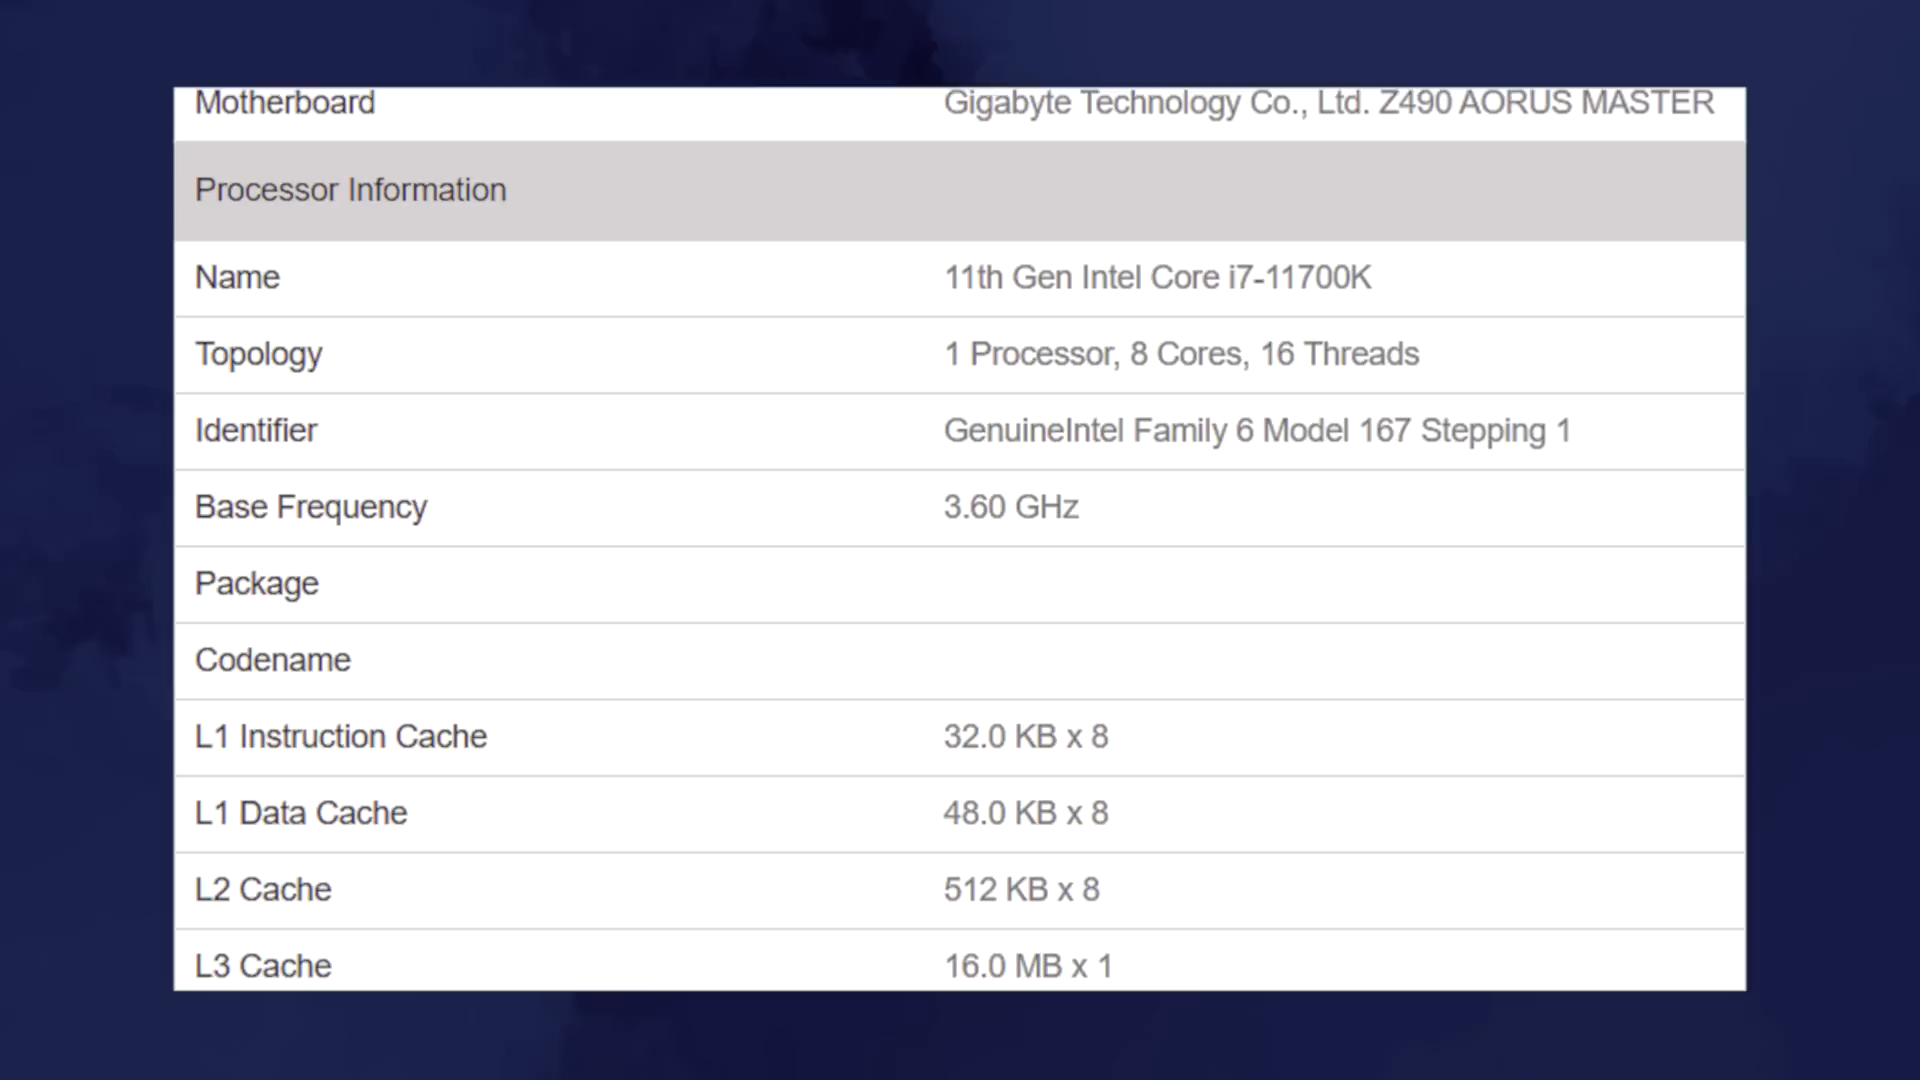 Motherboard Gigabyte Technology Co., Ltd. Z490 AORUS MASTER
Processor Information
Name 11th Gen Intel Core i7-11700K
Topology 1 Processor, 8 Cores, 16 Threads
Identifier GenuineIntel Family 6 Model 167 Stepping 1
Base Frequency 3.60 GHz
Package
Codename
L1 Instruction Cache 32.0 KB x 8
L1 Data Cache 48.0 KB x 8
L2 Cache 512 KB x 8
L3 Cache 16.0 MB x 1